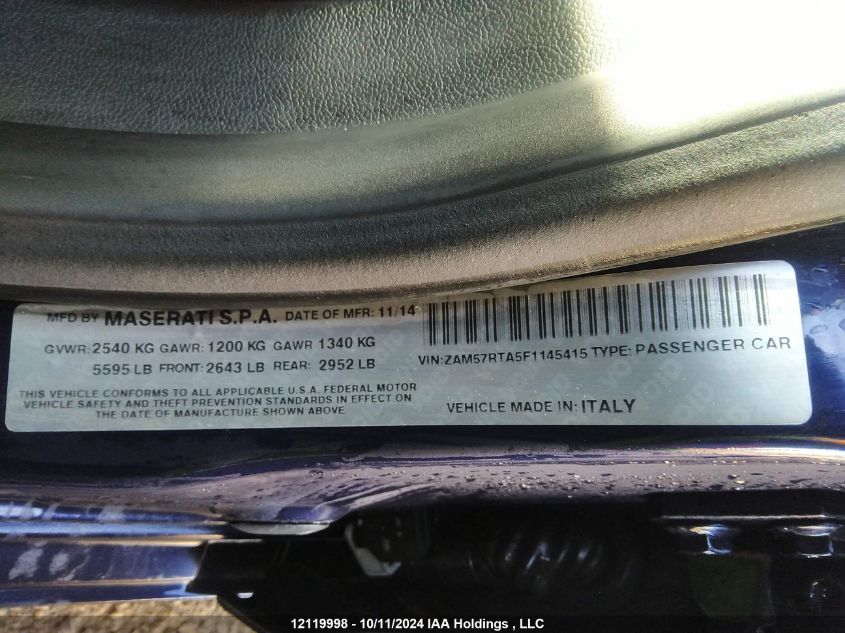 MFD BY MASERATI S.P.A. DATE OF MFR: 11/14
GVWR: 2540 KG GAWR: 1200 KG GAWR 1340 KG
5595 LB FRONT: 2643 LB REAR: 2952 LB
THIS VEHICLE CONFORMS TO ALL APPLICABLE U.S.A. FEDERAL MOTOR
VEHICLE SAFETY AND THEFT PREVENTION STANDARDS IN EFFECT ON
THE DATE OF MANUFACTURE SHOWN ABOVE
VIN: ZAM57RTA5F1145415 TYPE: PASSENGER CAR
VEHICLE MADE IN: ITALY
12119998 - 10/11/2024 IAA Holdings , LLC